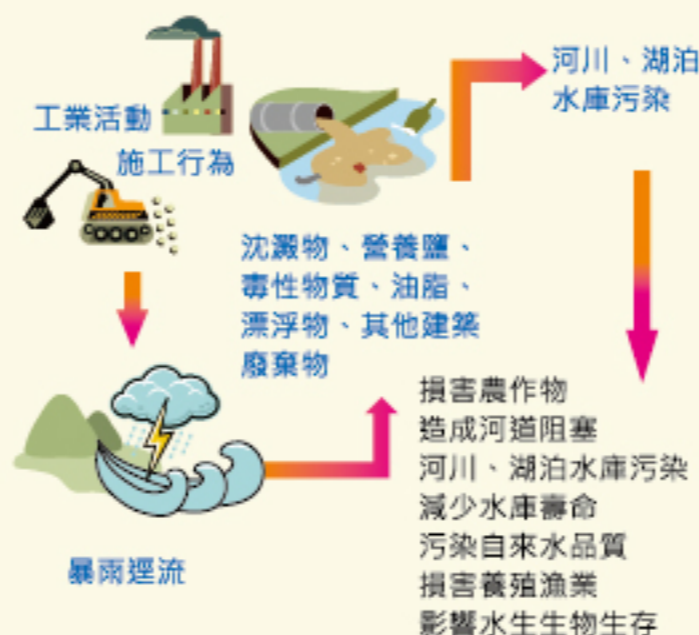 工業活動
施工行為
河川、湖泊
水庫污染
沈澱物、營養鹽、
毒性物質、油脂、
漂浮物、其他建築
廢棄物
暴雨逕流
損害農作物
造成河道阻塞
河川、湖泊水庫污染
減少水庫壽命
污染自來水品質
損害養殖漁業
影響水生生物生存